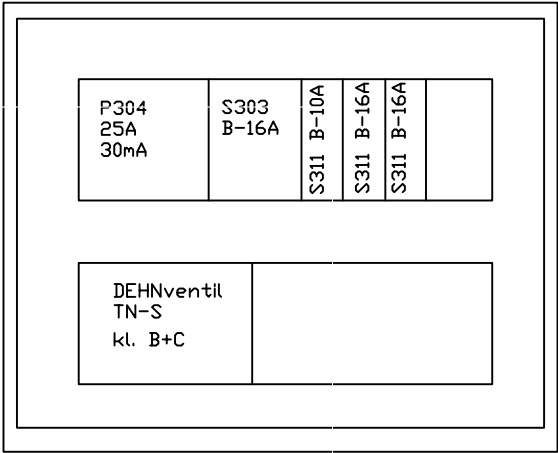 P304
25A
30mA
S303
B-16A
S311 B-10A
S311 B-16A
S311 B-16A
DEHNventil
TN-S
kl. B+C